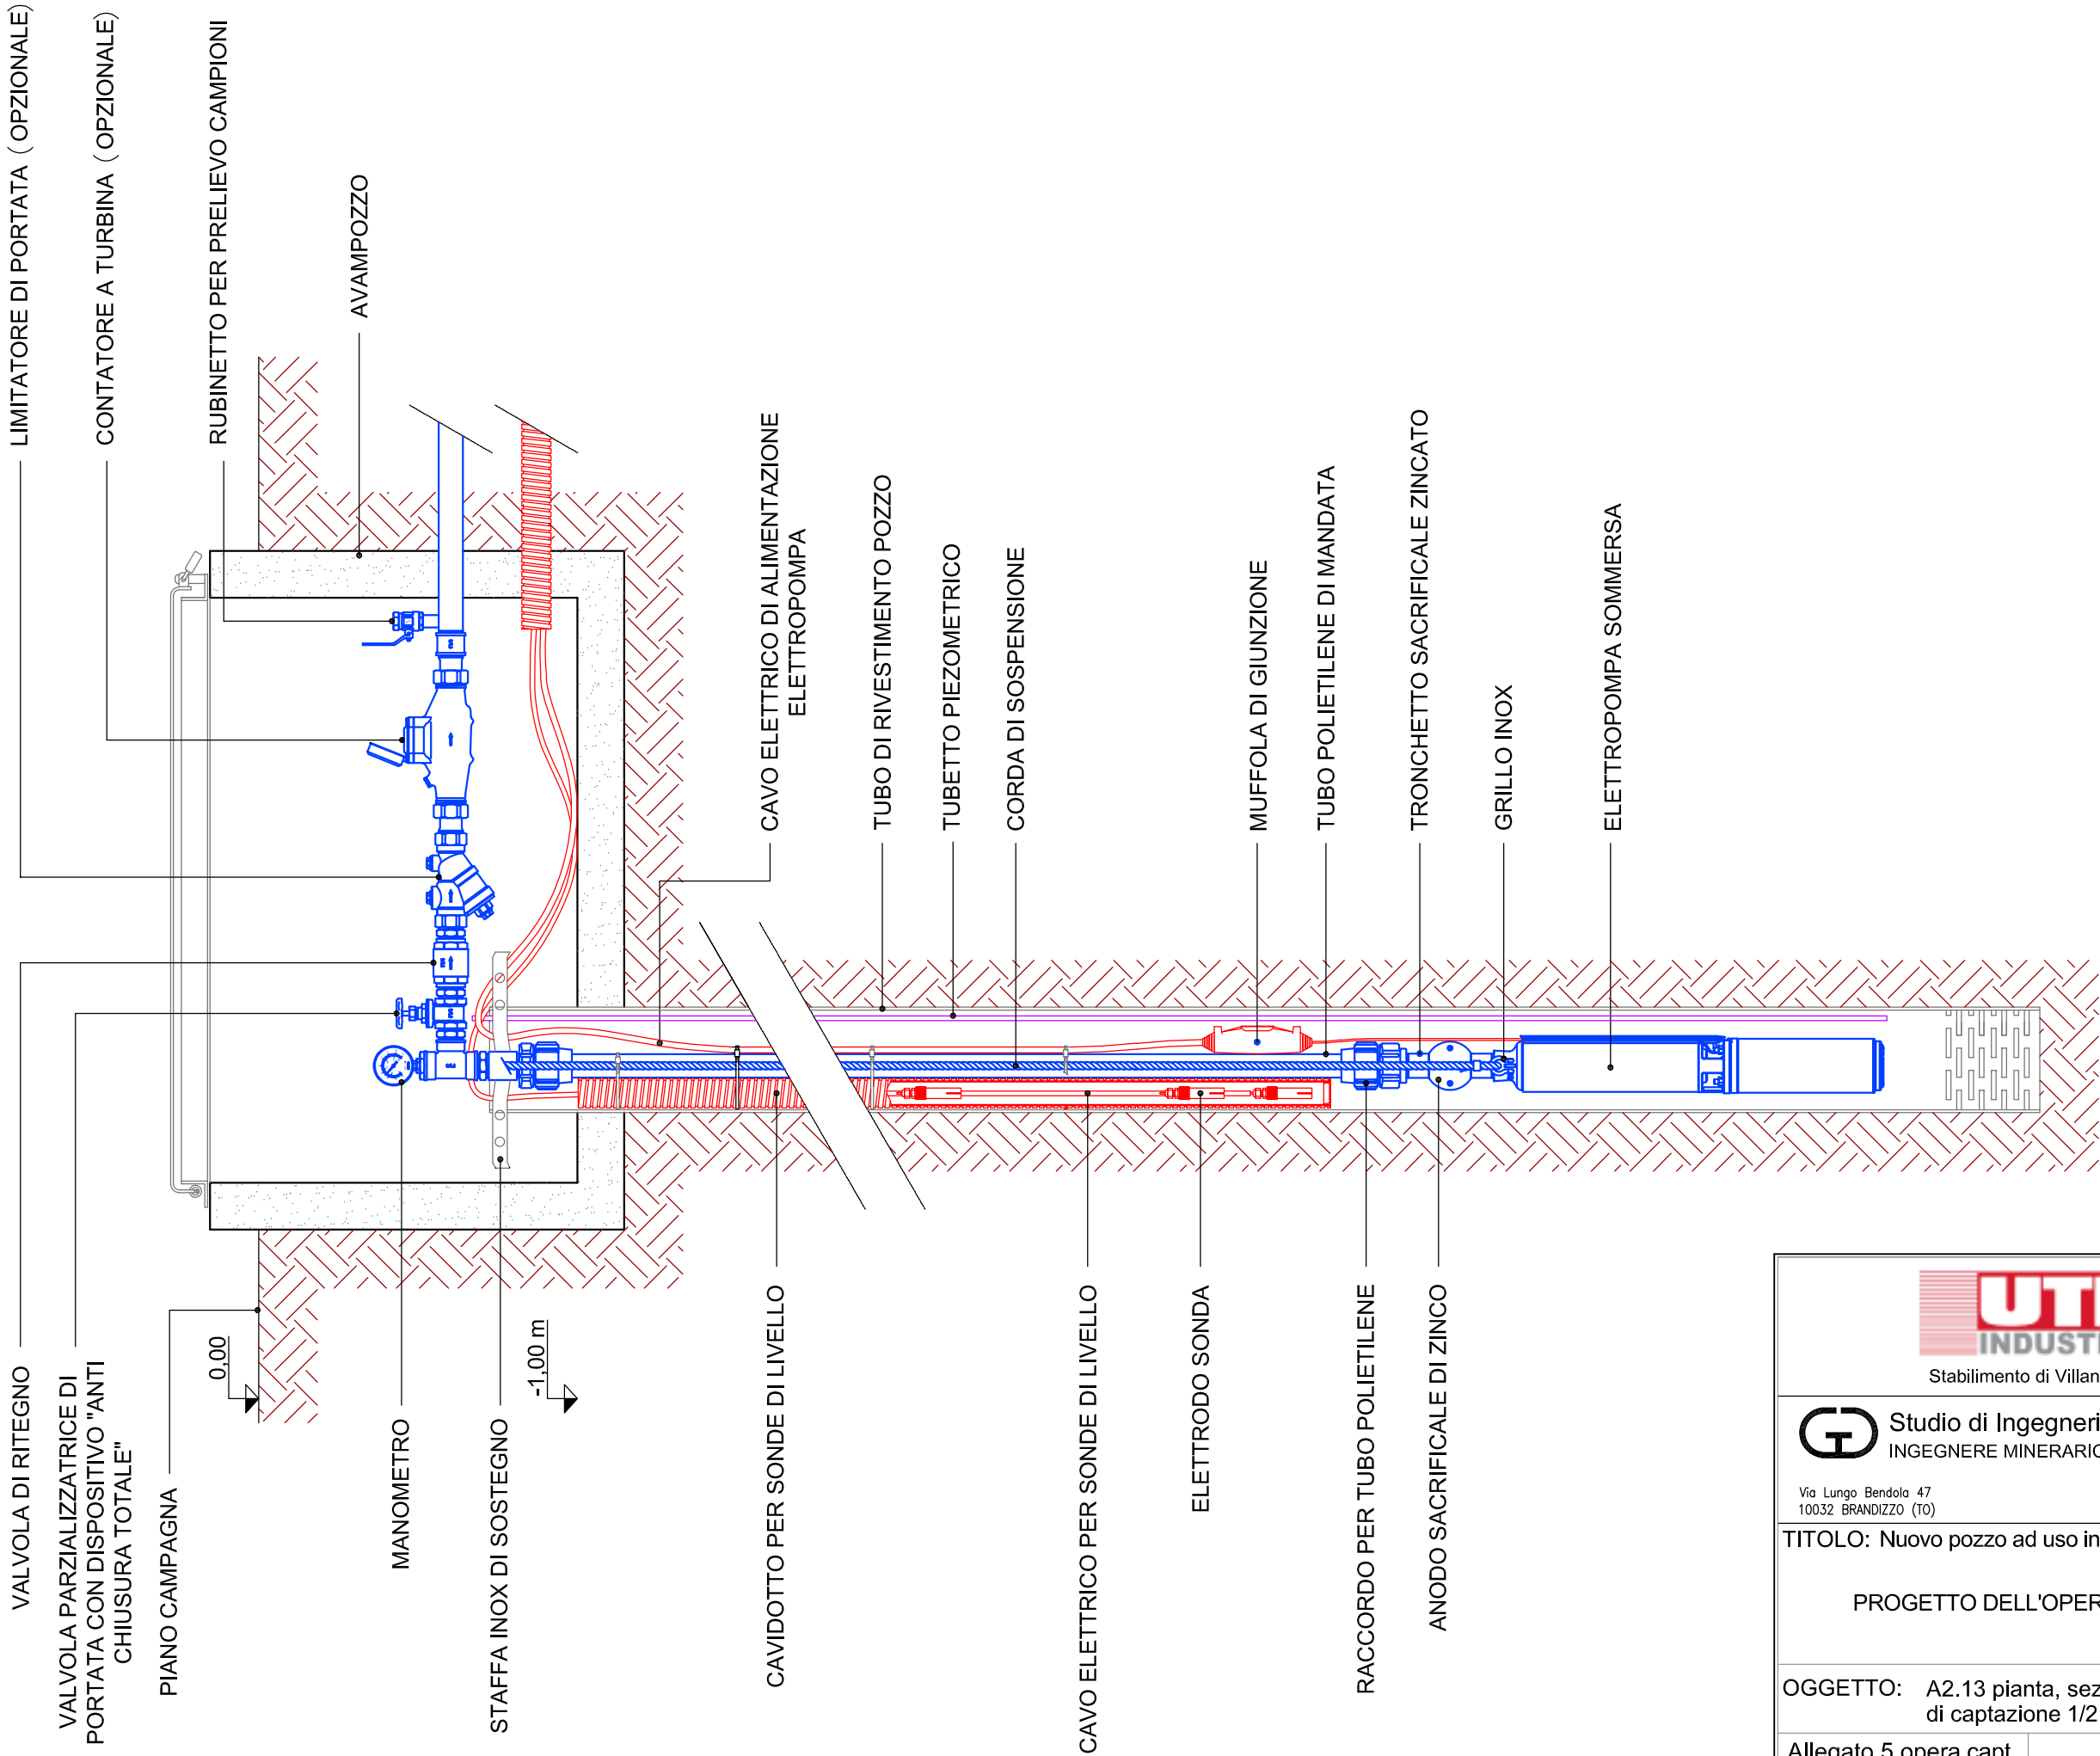 LIMITATORE DI PORTATA ( OPZIONALE)
CONTATORE A TURBINA ( OPZIONALE)
RUBINETTO PER PRELIEVO CAMPIONI
AVAMPOZZO
CAVO ELETTRICO DI ALIMENTAZIONE
ELETTROPOMPA
TUBO DI RIVESTIMENTO POZZO
TUBETTO PIEZOMETRICO
CORDA DI SOSPENSIONE
MUFFOLA DI GIUNZIONE
TUBO POLIETILENE DI MANDATA
TRONCHETTO SACRIFICALE ZINCATO
GRILLO INOX
ELETTROPOMPA SOMMERSA
VALVOLA DI RITEGNO
VALVOLA PARZIALIZZATRICE DI
PORTATA CON DISPOSITIVO "ANTI
CHIUSURA TOTALE"
PIANO CAMPAGNA
0,00
MANOMETRO
STAFFA INOX DI SOSTEGNO
-1,00 m
CAVIDOTTO PER SONDE DI LIVELLO
CAVO ELETTRICO PER SONDE DI LIVELLO
ELETTRODO SONDA
RACCORDO PER TUBO POLIETILENE
ANODO SACRIFICALE DI ZINCO
Stabilimento di Villan
Studio di Ingegneri
INGEGNERE MINERARIO
Via Lungo Bendola 47
10032 BRANDIZZO (TO)
TITOLO: Nuovo pozzo ad uso in
PROGETTO DELL'OPER
OGGETTO: A2.13 pianta, sez
di captazione 1/2
Allegato 5 opera capt